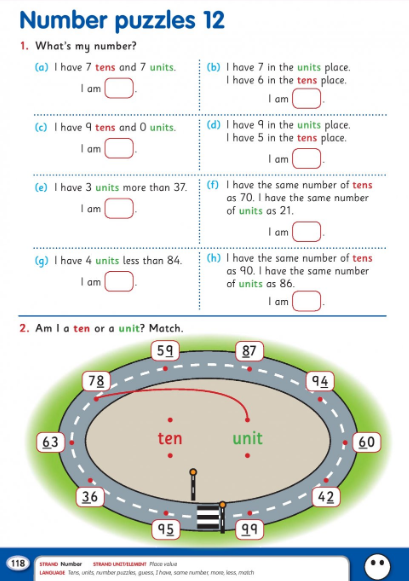 Number puzzles 12
1. What's my number?
(a) I have 7 tens and 7 units.
I am .
(b) I have 7 in the units place.
I have 6 in the tens place.
I am .
(c) I have 9 tens and 0 units.
I am .
(d) I have 9 in the units place.
I have 5 in the tens place.
I am .
(e) I have 3 units more than 37.
I am .
(f) I have the same number of tens
as 70. I have the same number
of units as 21.
I am .
(g) I have 4 units less than 84.
I am .
(h) I have the same number of tens
as 90. I have the same number
of units as 86.
I am .
2. Am I a ten or a unit? Match.
59 87
78 94
63 ten unit 60
36 42
95 99
118 STRAND Number STRAND UNIT/ELEMENT Place value
LANGUAGE Tens, units, number puzzles, guess, I have, same number, more, less, match